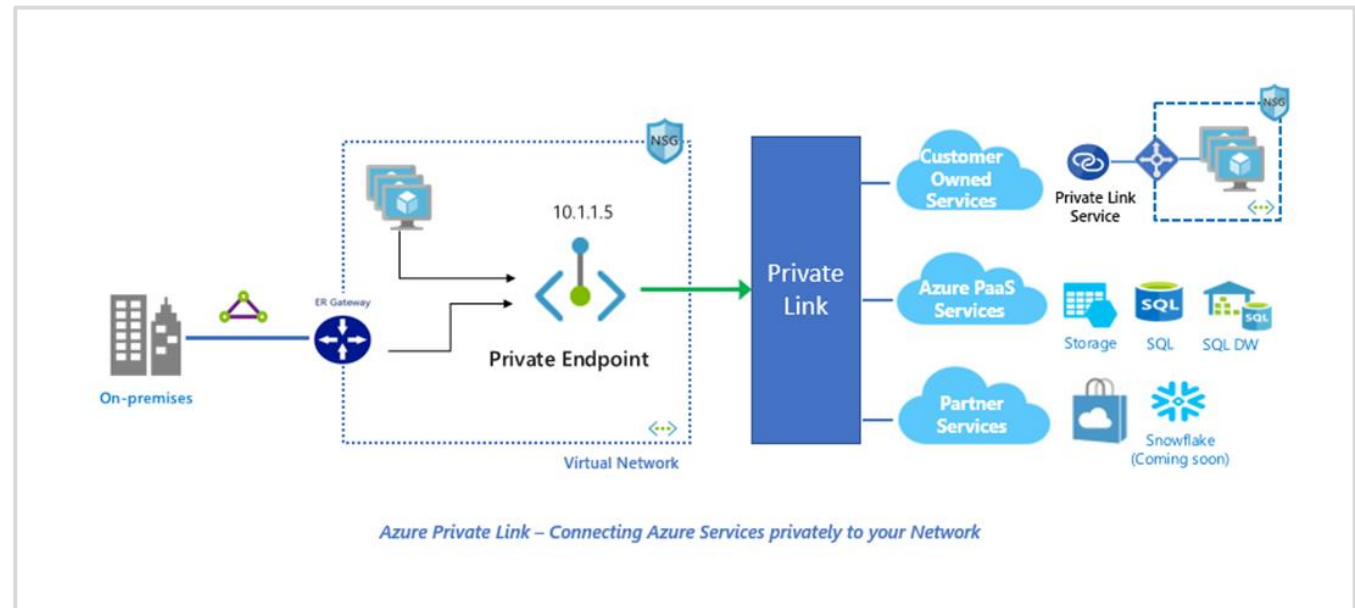 NSG
10.1.1.5
ER Gateway
Private Endpoint
On-premises
Virtual Network
Private
Link
Customer
Owned
Services
Private Link
Service
NSG
Azure PaaS
Services
Storage
SQL
SQL
SQL DW
SQL
Partner
Services
Snowflake
(Coming soon)
Azure Private Link – Connecting Azure Services privately to your Network